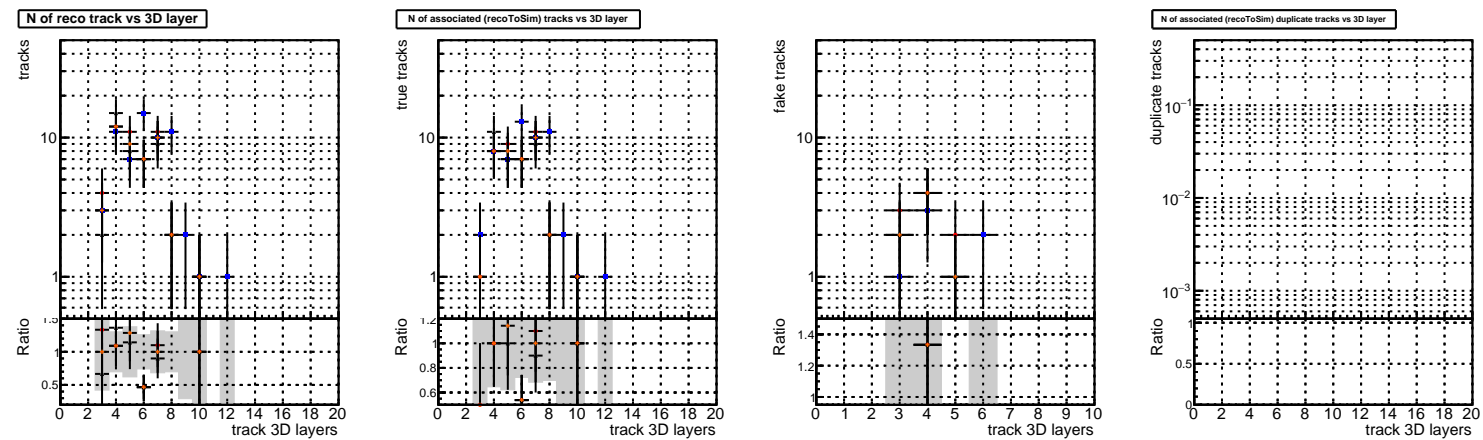 N of reco track vs 3D layer
tracks
10
1
Ratio
1.5
1
0.5
0 2 4 6 8 10 12 14 16 18 20
track 3D layers
N of associated (recoToSim) tracks vs 3D layer
true tracks
10
1
Ratio
1.2
1
0.8
0.6
0 2 4 6 8 10 12 14 16 18 20
track 3D layers
fake tracks
10
1
Ratio
1.4
1.2
1
0 1 2 3 4 5 6 7 8 9 10
track 3D layers
N of associated (recoToSim) duplicate tracks vs 3D layer
duplicate tracks
10⁻¹
10⁻²
10⁻³
Ratio
1
0.5
0
0 2 4 6 8 10 12 14 16 18 20
track 3D layers